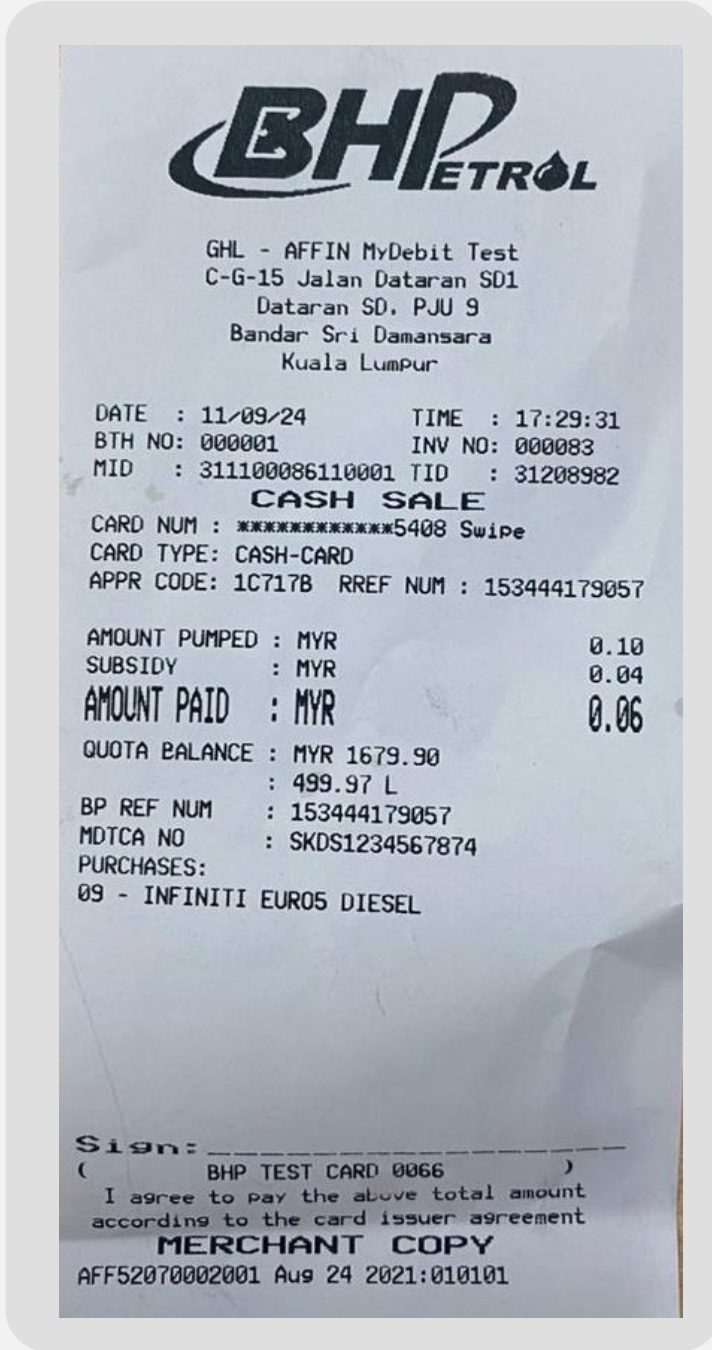 BHPETROL
GHL - AFFIN MyDebit Test
C-G-15 Jalan Dataran SD1
Dataran SD, PJU 9
Bandar Sri Damansara
Kuala Lumpur
DATE : 11/09/24 TIME : 17:29:31
BTH NO: 000001 INV NO: 000083
MID : 311100086110001 TID : 31208982
CASH SALE
CARD NUM : ************5408 Swipe
CARD TYPE: CASH-CARD
APPR CODE: 1C717B RREF NUM : 153444179057
AMOUNT PUMPED : MYR 0.10
SUBSIDY : MYR 0.04
AMOUNT PAID : MYR 0.06
QUOTA BALANCE : MYR 1679.90
: 499.97 L
BP REF NUM : 153444179057
MDTCA NO : SKDS1234567874
PURCHASES:
09 - INFINITI EURO5 DIESEL
Sign:_____________________
( BHP TEST CARD 0066 )
I agree to pay the above total amount
according to the card issuer agreement
MERCHANT COPY
AFF52070002001 Aug 24 2021:010101